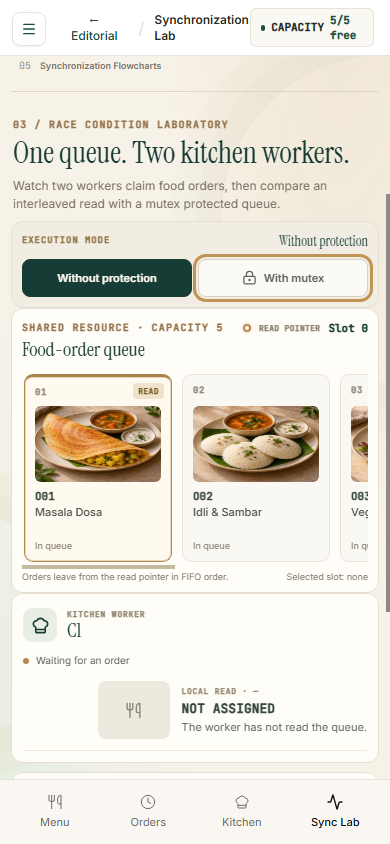 ← Editorial / Synchronization Lab
CAPACITY 5/5 free
05 Synchronization Flowcharts
03 / RACE CONDITION LABORATORY
One queue. Two kitchen workers.
Watch two workers claim food orders, then compare an
interleaved read with a mutex protected queue.
EXECUTION MODE Without protection
Without protection With mutex
SHARED RESOURCE · CAPACITY 5 READ POINTER Slot 0
Food-order queue
01 READ 02 03
001 002 003
Masala Dosa Idli & Sambar
In queue In queue
Orders leave from the read pointer in FIFO order. Selected slot: none
KITCHEN WORKER
C1
Waiting for an order
LOCAL READ · —
NOT ASSIGNED
The worker has not read the queue.
Menu Orders Kitchen Sync Lab